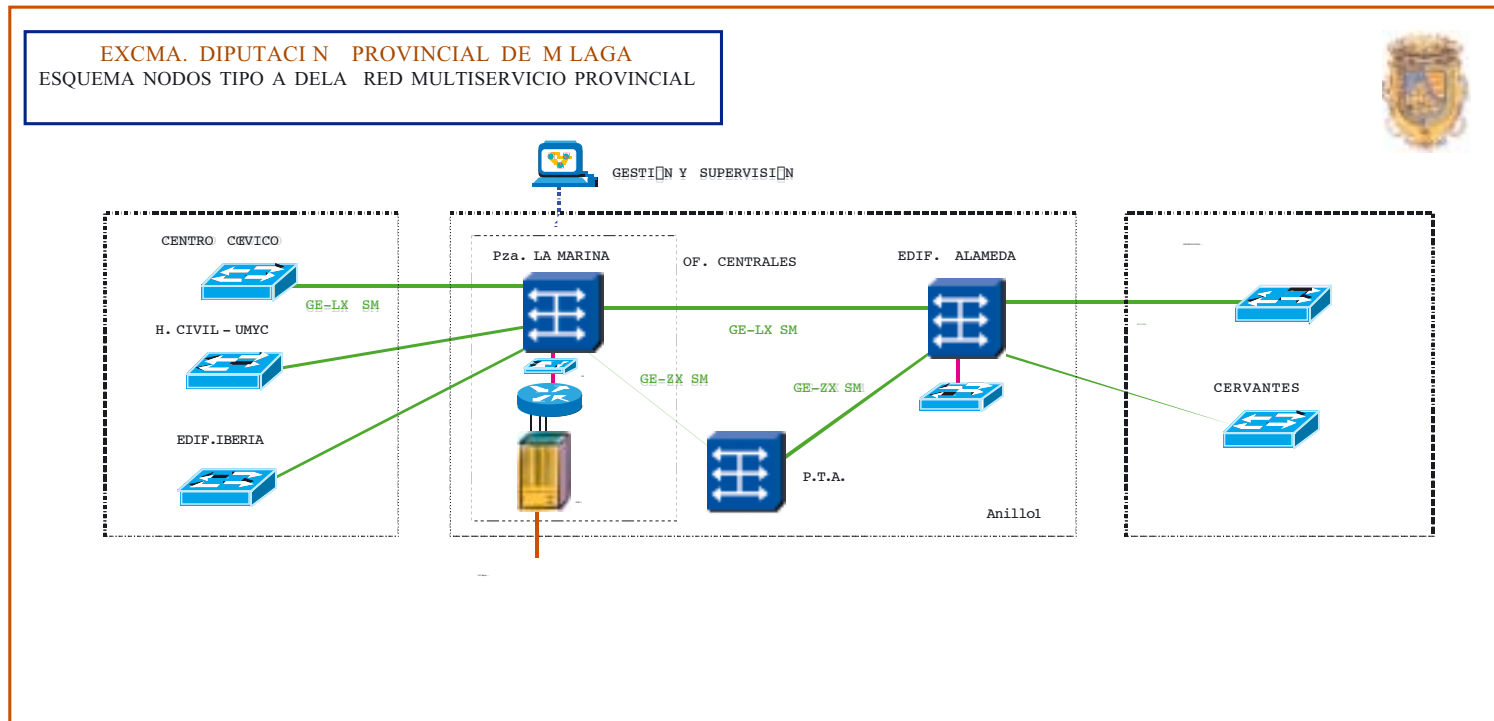 EXCMA. DIPUTACI N PROVINCIAL DE M LAGA
ESQUEMA NODOS TIPO A DELA RED MULTISERVICIO PROVINCIAL
GESTI▯N Y SUPERVISI▯N
CENTRO CEVICO
Pza. LA MARINA
OF. CENTRALES
EDIF. ALAMEDA
GE-LX SM
H. CIVIL – UMYC
GE-LX SM
GE-ZX SM
GE-ZX SM
CERVANTES
EDIF.IBERIA
P.T.A.
Anillo1